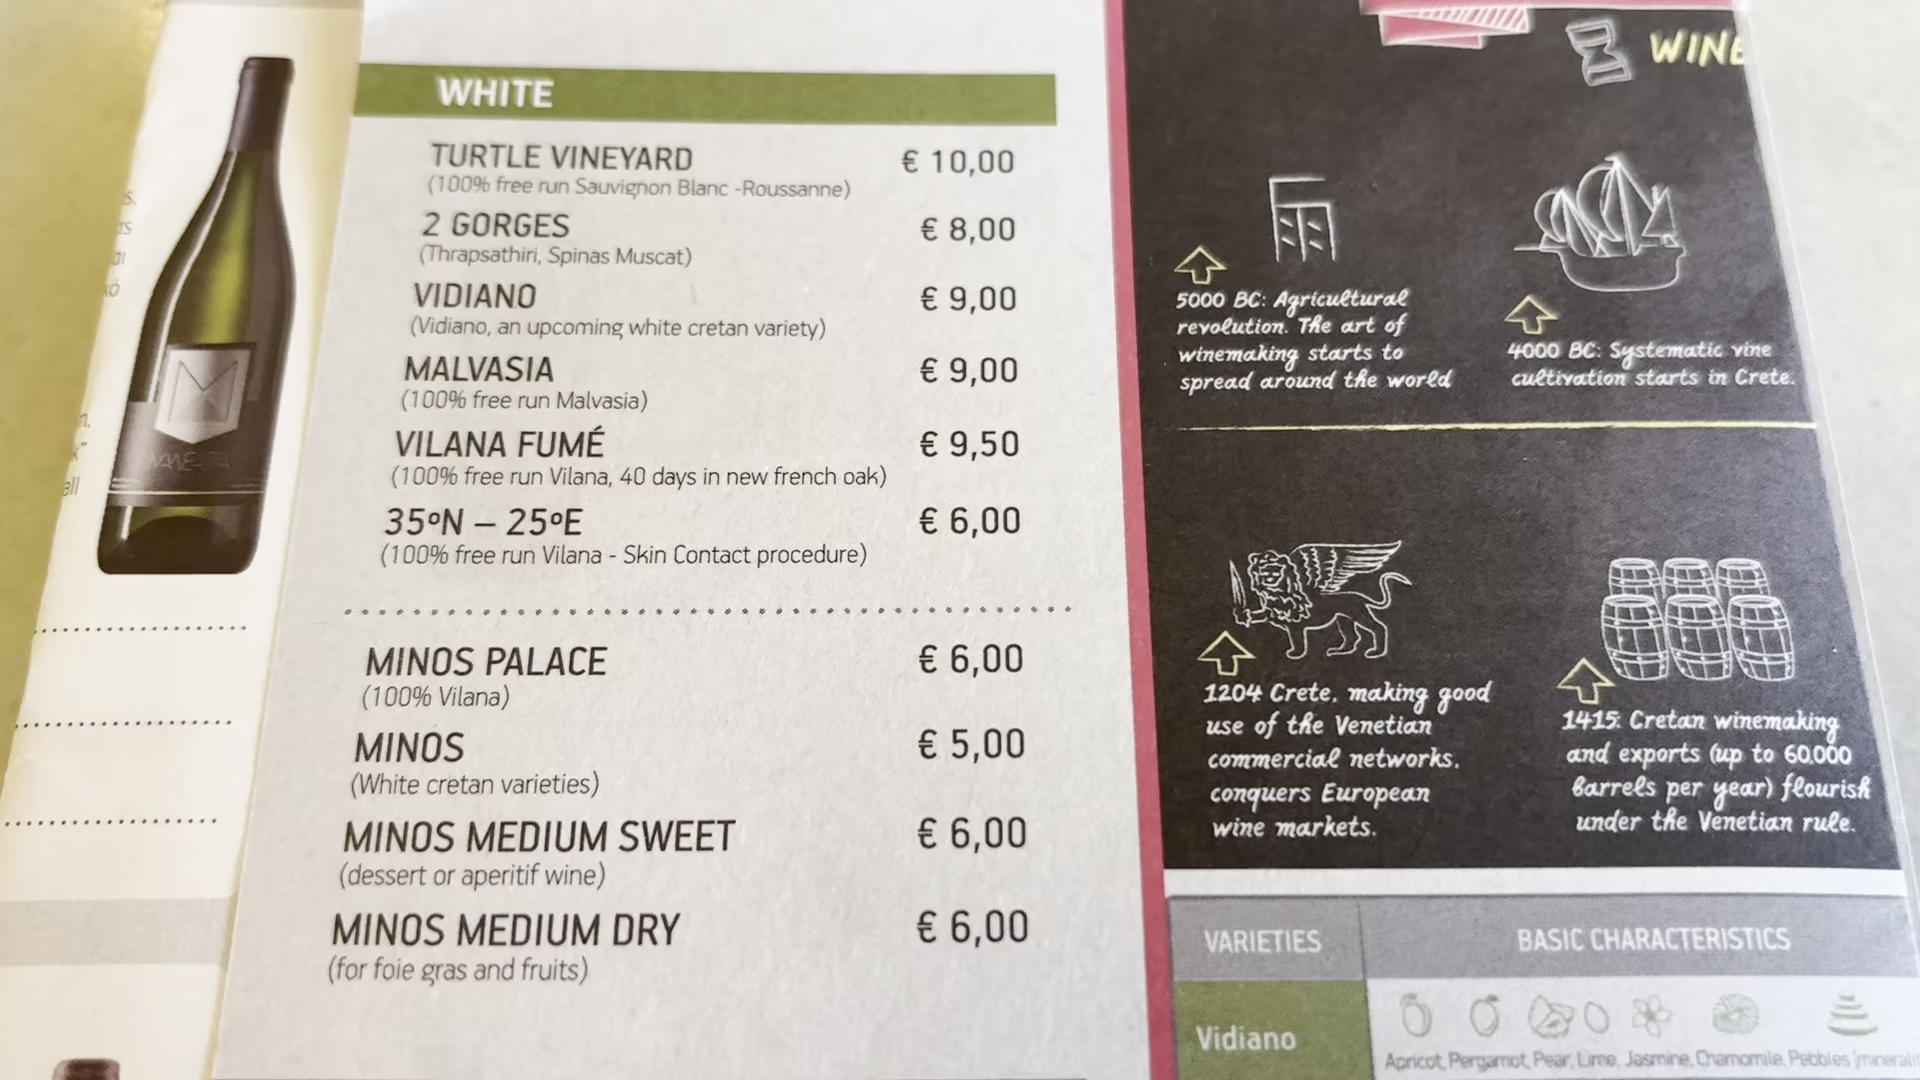 WHITE
TURTLE VINEYARD € 10,00
(100% free run Sauvignon Blanc -Roussanne)
2 GORGES € 8,00
(Thrapsathiri, Spinas Muscat)
VIDIANO € 9,00
(Vidiano, an upcoming white cretan variety)
MALVASIA € 9,00
(100% free run Malvasia)
VILANA FUMÉ € 9,50
(100% free run Vilana, 40 days in new french oak)
35ºN – 25ºE € 6,00
(100% free run Vilana - Skin Contact procedure)
MINOS PALACE € 6,00
(100% Vilana)
MINOS € 5,00
(White cretan varieties)
MINOS MEDIUM SWEET € 6,00
(dessert or aperitif wine)
MINOS MEDIUM DRY € 6,00
(for foie gras and fruits)
WINE
5000 BC: Agricultural
revolution. The art of
winemaking starts to
spread around the world
4000 BC: Systematic vine
cultivation starts in Crete.
1204 Crete, making good
use of the Venetian
commercial networks,
conquers European
wine markets.
1415: Cretan winemaking
and exports (up to 60.000
barrels per year) flourish
under the Venetian rule.
VARIETIES BASIC CHARACTERISTICS
Vidiano
Apricot, Pergamot, Pear, Lime, Jasmine, Chamomile, Pebbles